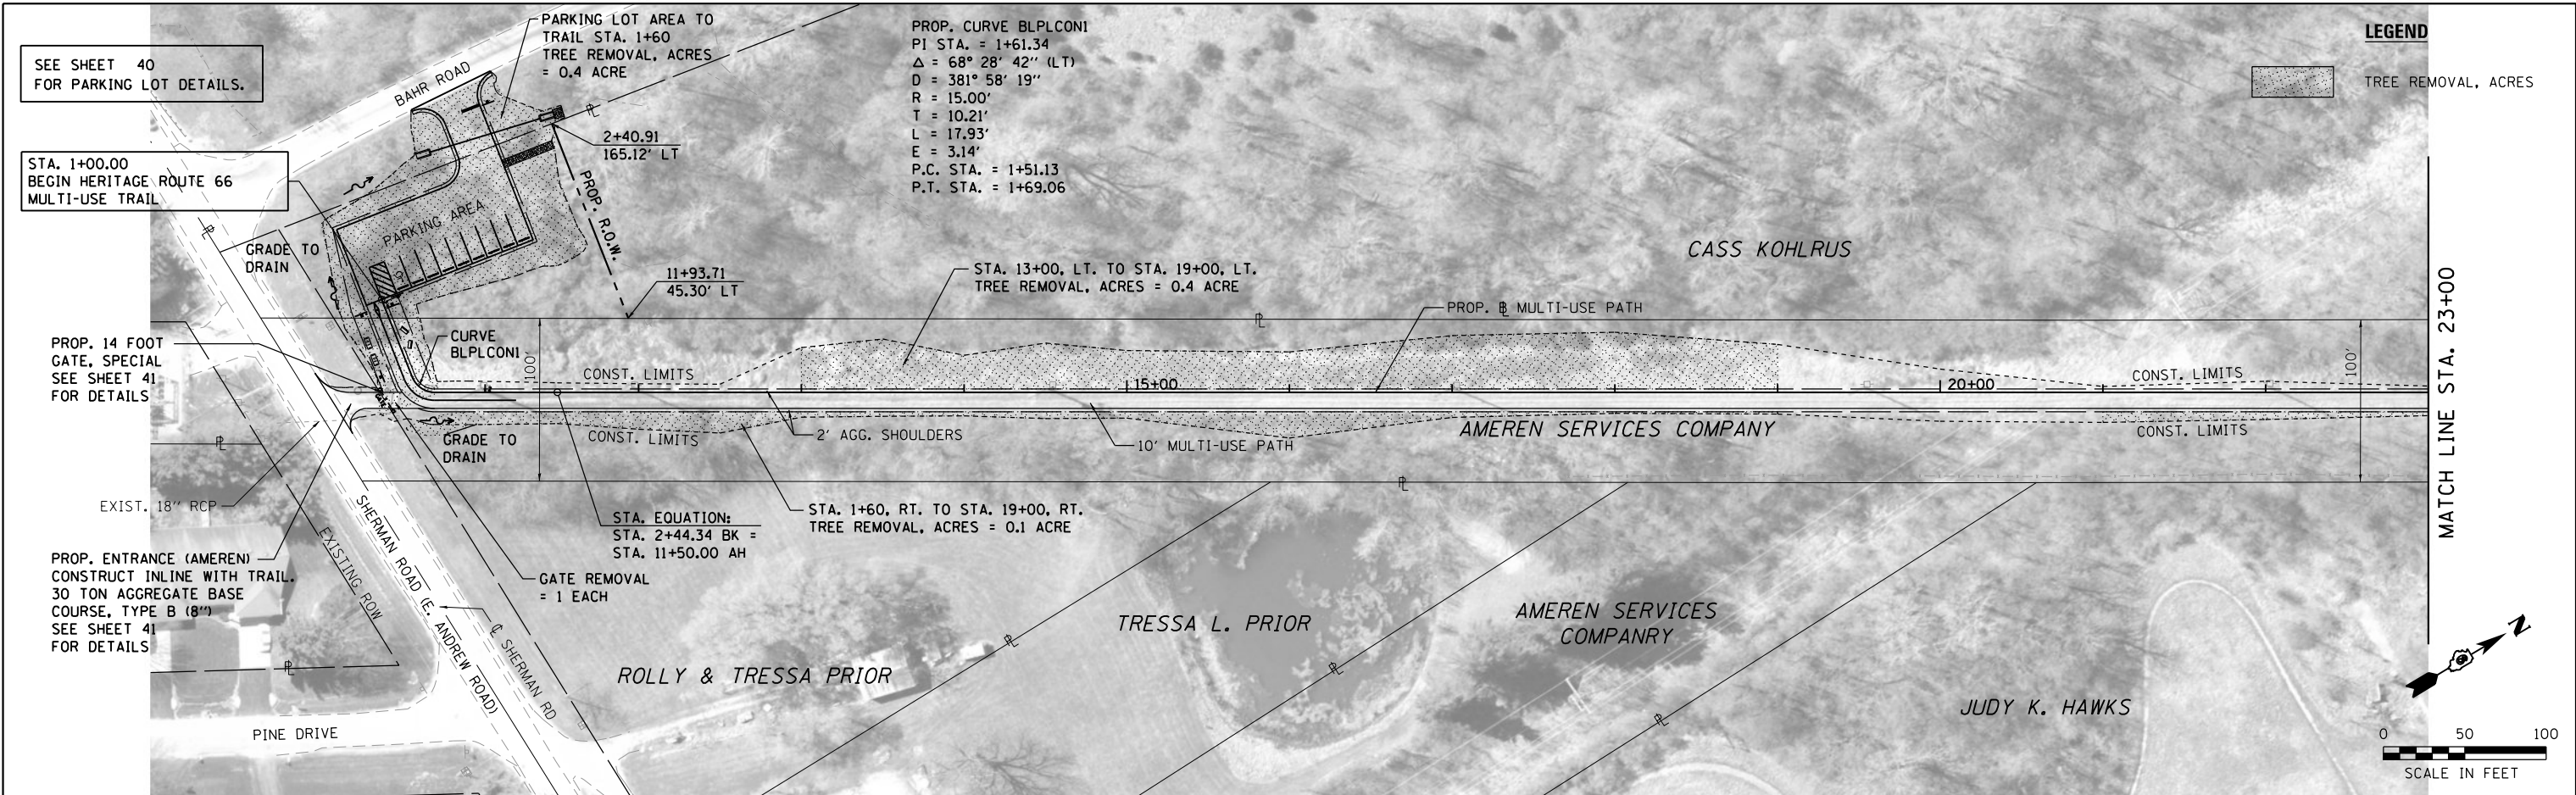 SEE SHEET 40
FOR PARKING LOT DETAILS.
PARKING LOT AREA TO
TRAIL STA. 1+60
TREE REMOVAL, ACRES
= 0.4 ACRE
PROP. CURVE BLPLCON1
PI STA. = 1+61.34
Δ = 68° 28' 42'' (LT)
D = 381° 58' 19''
R = 15.00'
T = 10.21'
L = 17.93'
E = 3.14'
P.C. STA. = 1+51.13
P.T. STA. = 1+69.06
LEGEND
TREE REMOVAL, ACRES
BAHR ROAD
2+40.91
165.12' LT
STA. 1+00.00
BEGIN HERITAGE ROUTE 66
MULTI-USE TRAIL
PROP. R.O.W.
PARKING AREA
GRADE TO
DRAIN
11+93.71
45.30' LT
STA. 13+00, LT. TO STA. 19+00, LT.
TREE REMOVAL, ACRES = 0.4 ACRE
CASS KOHLRUS
PROP. ℄ MULTI-USE PATH
PROP. 14 FOOT
GATE, SPECIAL
SEE SHEET 41
FOR DETAILS
CURVE
BLPLCON1
100'
CONST. LIMITS
15+00
20+00
CONST. LIMITS
100'
MATCH LINE STA. 23+00
GRADE TO
DRAIN
CONST. LIMITS
2' AGG. SHOULDERS
10' MULTI-USE PATH
AMEREN SERVICES COMPANY
CONST. LIMITS
EXIST. 18'' RCP
STA. EQUATION:
STA. 2+44.34 BK =
STA. 11+50.00 AH
STA. 1+60, RT. TO STA. 19+00, RT.
TREE REMOVAL, ACRES = 0.1 ACRE
PROP. ENTRANCE (AMEREN)
CONSTRUCT INLINE WITH TRAIL.
30 TON AGGREGATE BASE
COURSE, TYPE B (8'')
SEE SHEET 41
FOR DETAILS
EXISTING ROW
SHERMAN ROAD (E. ANDREW ROAD)
℄ SHERMAN RD
GATE REMOVAL
= 1 EACH
TRESSA L. PRIOR
AMEREN SERVICES
COMPANRY
ROLLY & TRESSA PRIOR
JUDY K. HAWKS
PINE DRIVE
N
0 50 100
SCALE IN FEET